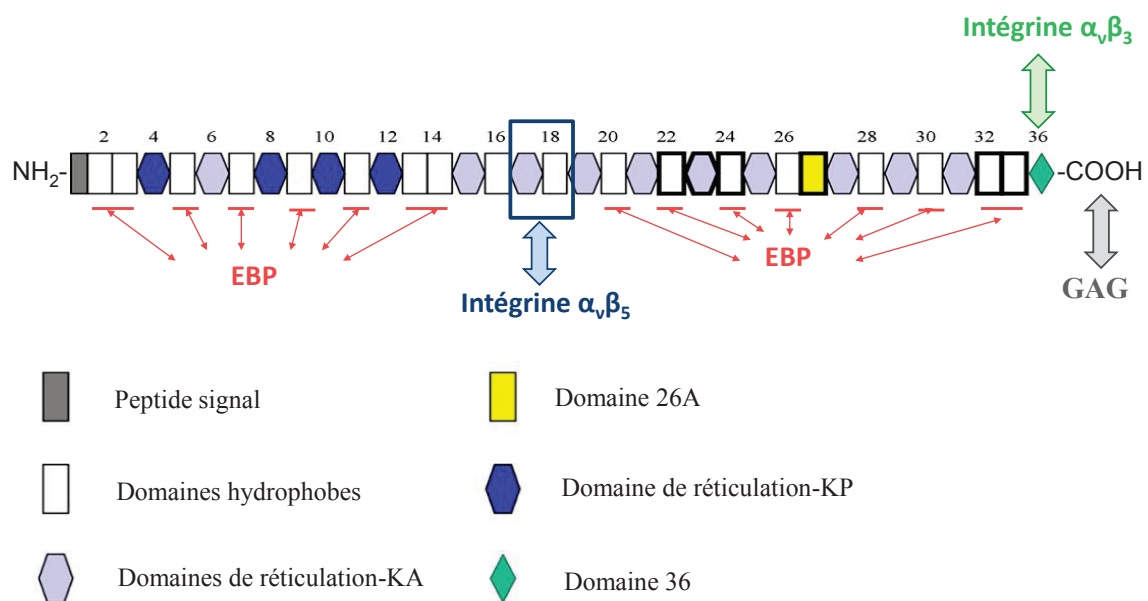 Intégrine αvβ3
2 4 6 8 10 12 14 16 18 20 22 24 26 28 30 32 36
NH2- -COOH
EBP EBP
Intégrine αvβ5 GAG
Peptide signal Domaine 26A
Domaines hydrophobes Domaine de réticulation-KP
Domaines de réticulation-KA Domaine 36